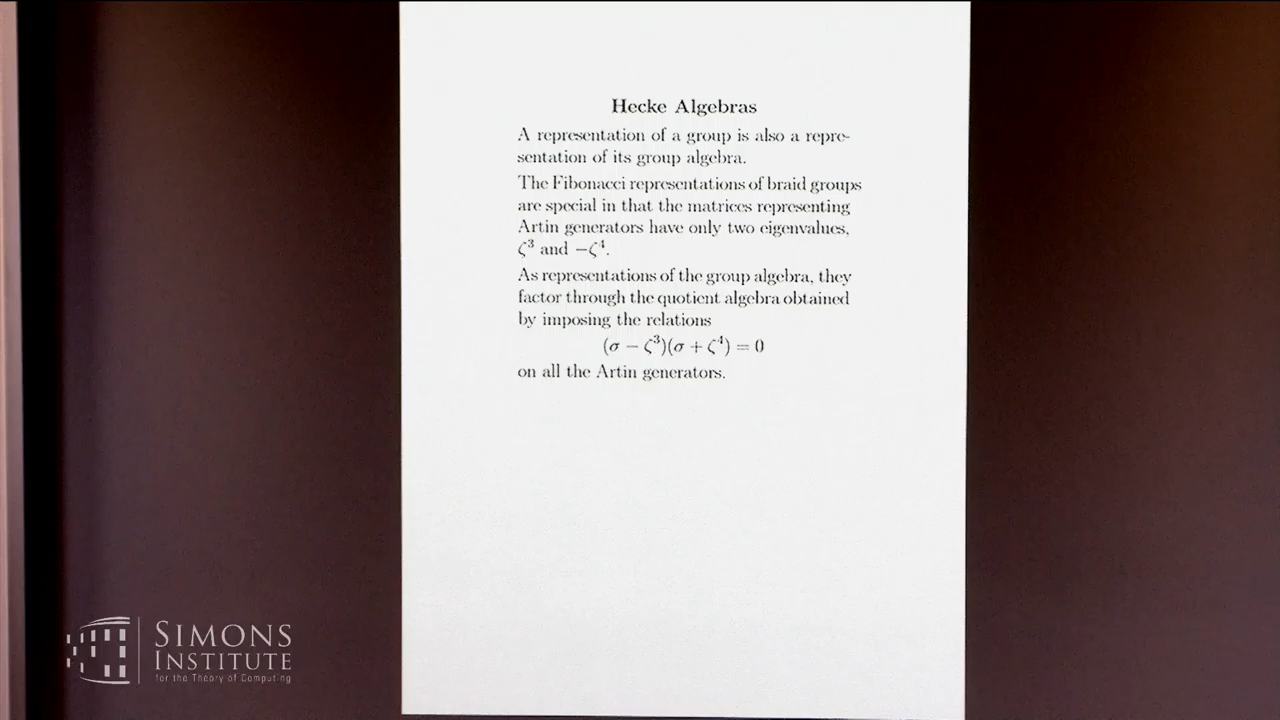 Hecke Algebras
A representation of a group is also a repre-
sentation of its group algebra.
The Fibonacci representations of braid groups
are special in that the matrices representing
Artin generators have only two eigenvalues,
ζ³ and −ζ⁴.
As representations of the group algebra, they
factor through the quotient algebra obtained
by imposing the relations
(σ − ζ³)(σ + ζ⁴) = 0
on all the Artin generators.
SIMONS
INSTITUTE
for the Theory of Computing